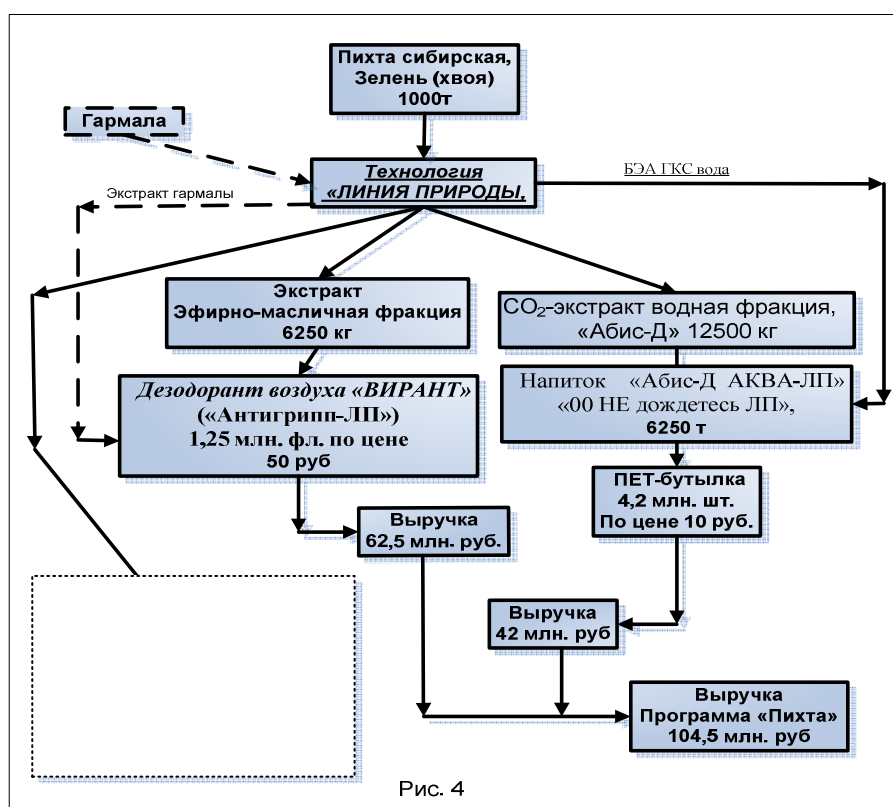 Пихта сибирская,
Зелень (хвоя)
1000т
Гармала
Технология
«ЛИНИЯ ПРИРОДЫ,
БЭА ГКС вода
Экстракт гармалы
Экстракт
Эфирно-масличная фракция
6250 кг
СО₂-экстракт водная фракция,
«Абис-Д» 12500 кг
Дезодорант воздуха «ВИРАНТ»
(«Антигрипп-ЛП»)
1,25 млн. фл. по цене
50 руб
Напиток «Абис-Д АКВА-ЛП»
«00 НЕ дождетесь ЛП»,
6250 т
ПЕТ-бутылка
4,2 млн. шт.
По цене 10 руб.
Выручка
62,5 млн. руб.
Выручка
42 млн. руб
Выручка
Программа «Пихта»
104,5 млн. руб
Рис. 4